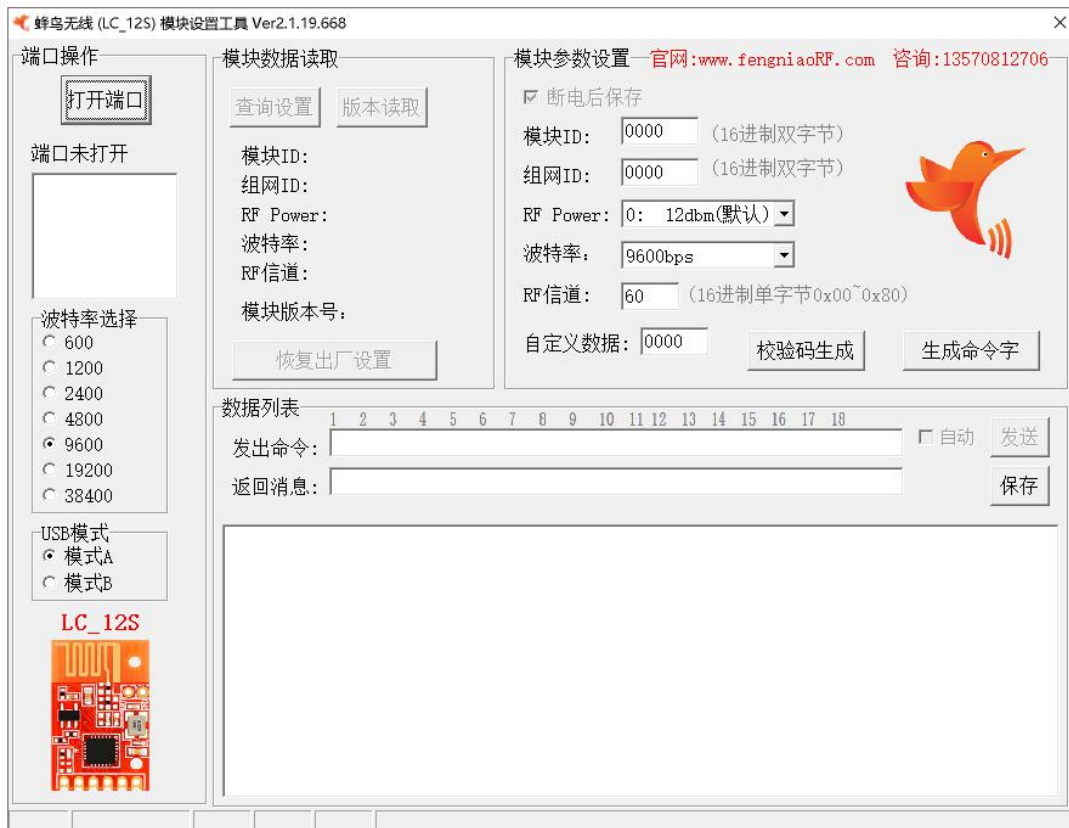 蜂鸟无线 (LC_12S) 模块设置工具 Ver2.1.19.668
端口操作
打开端口
端口未打开
波特率选择
600
1200
2400
4800
9600
19200
38400
USB模式
模式A
模式B
LC_12S
模块数据读取
查询设置 版本读取
模块ID:
组网ID:
RF Power:
波特率:
RF信道:
模块版本号:
恢复出厂设置
模块参数设置 官网:www.fengniaoRF.com 咨询:13570812706
断电后保存
模块ID: 0000 (16进制双字节)
组网ID: 0000 (16进制双字节)
RF Power: 0: 12dbm(默认)
波特率: 9600bps
RF信道: 60 (16进制单字节0x00~0x80)
自定义数据: 0000 校验码生成 生成命令字
数据列表
1 2 3 4 5 6 7 8 9 10 11 12 13 14 15 16 17 18
发出命令: 自动 发送
返回消息: 保存